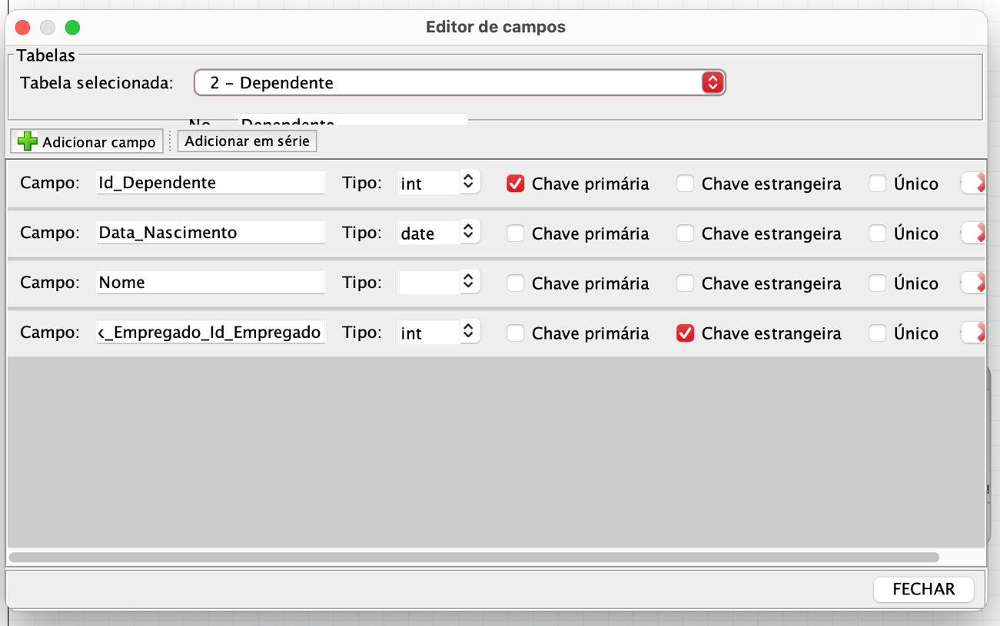 Editor de campos
Tabelas
Tabela selecionada: 2 – Dependente
No Dependente
Adicionar campo Adicionar em série
Campo: Id_Dependente Tipo: int Chave primária Chave estrangeira Único
Campo: Data_Nascimento Tipo: date Chave primária Chave estrangeira Único
Campo: Nome Tipo: Chave primária Chave estrangeira Único
Campo: _Empregado_Id_Empregado Tipo: int Chave primária Chave estrangeira Único
FECHAR